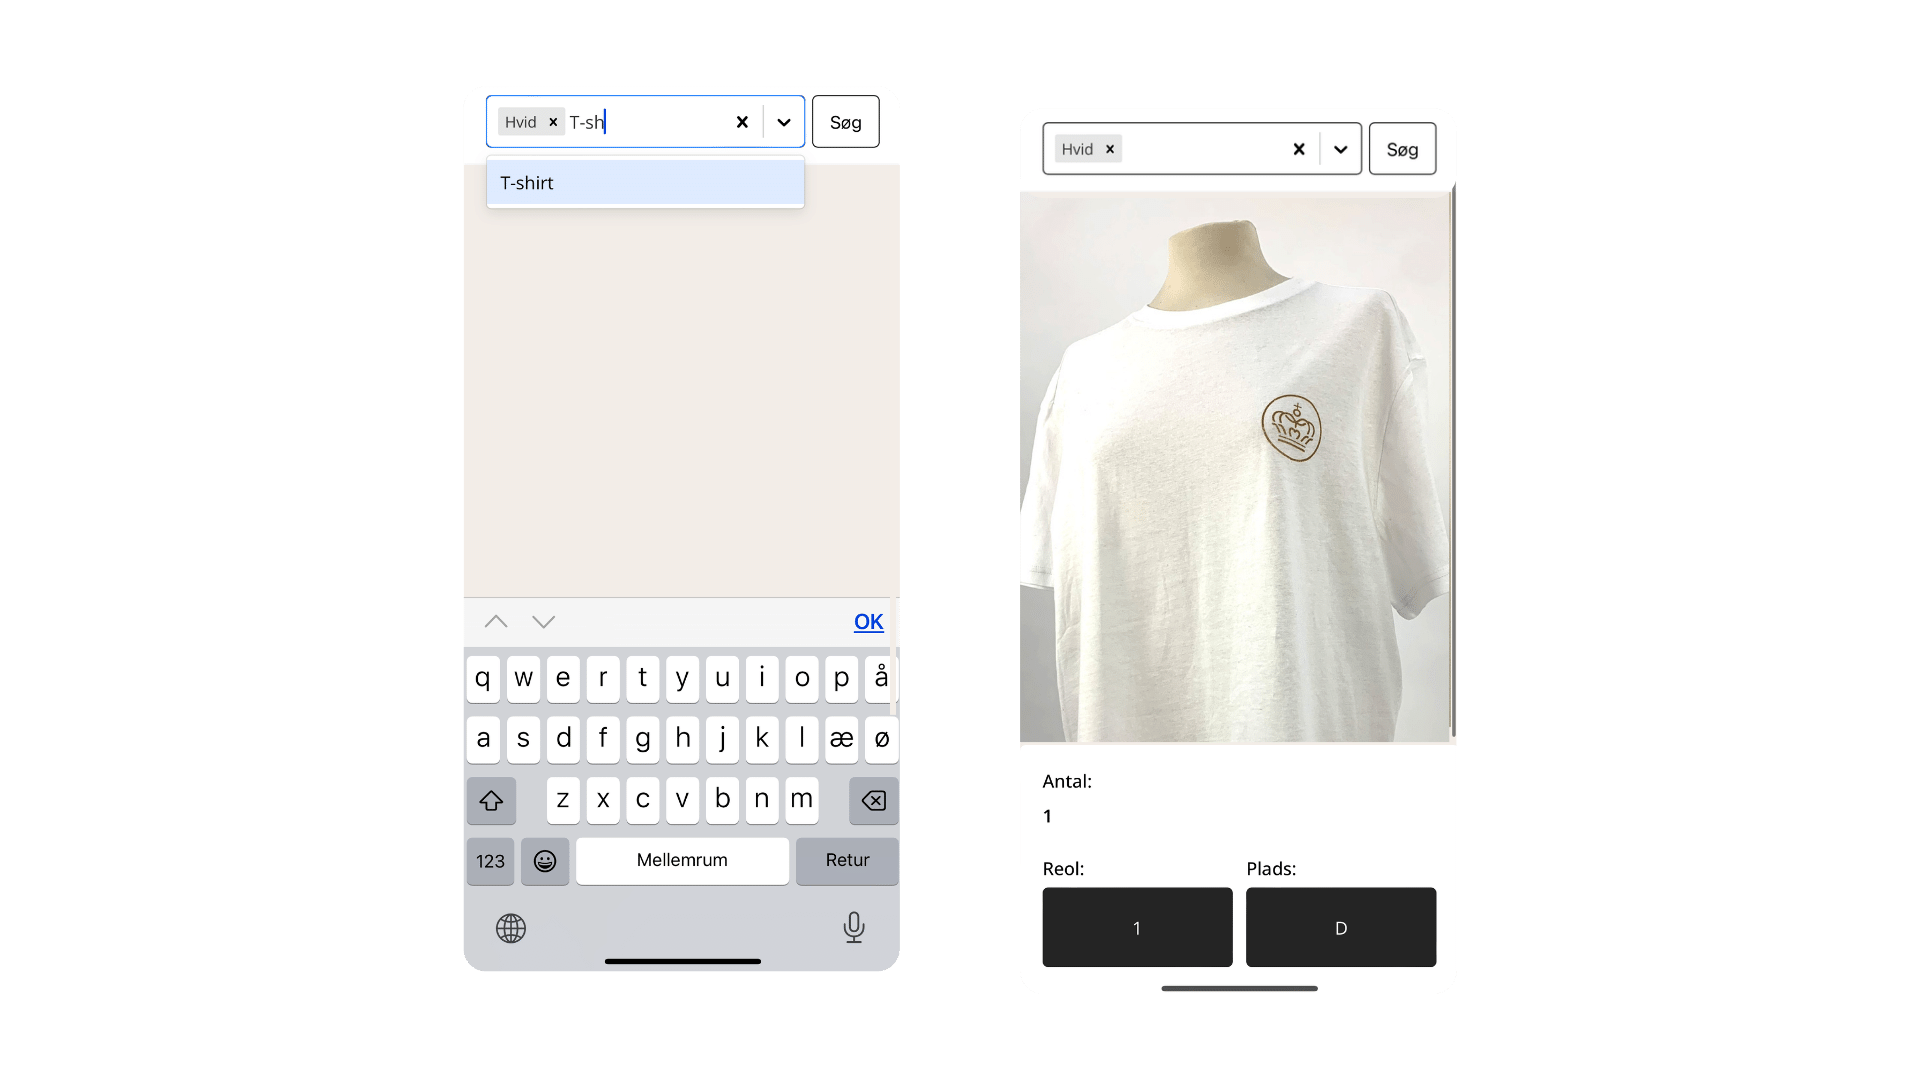 Hvid T-sh
Søg
T-shirt
OK
q w e r t y u i o p å
a s d f g h j k l æ ø
z x c v b n m
123 Mellemrum Retur
Hvid
Søg
Antal:
1
Reol: Plads:
1 D